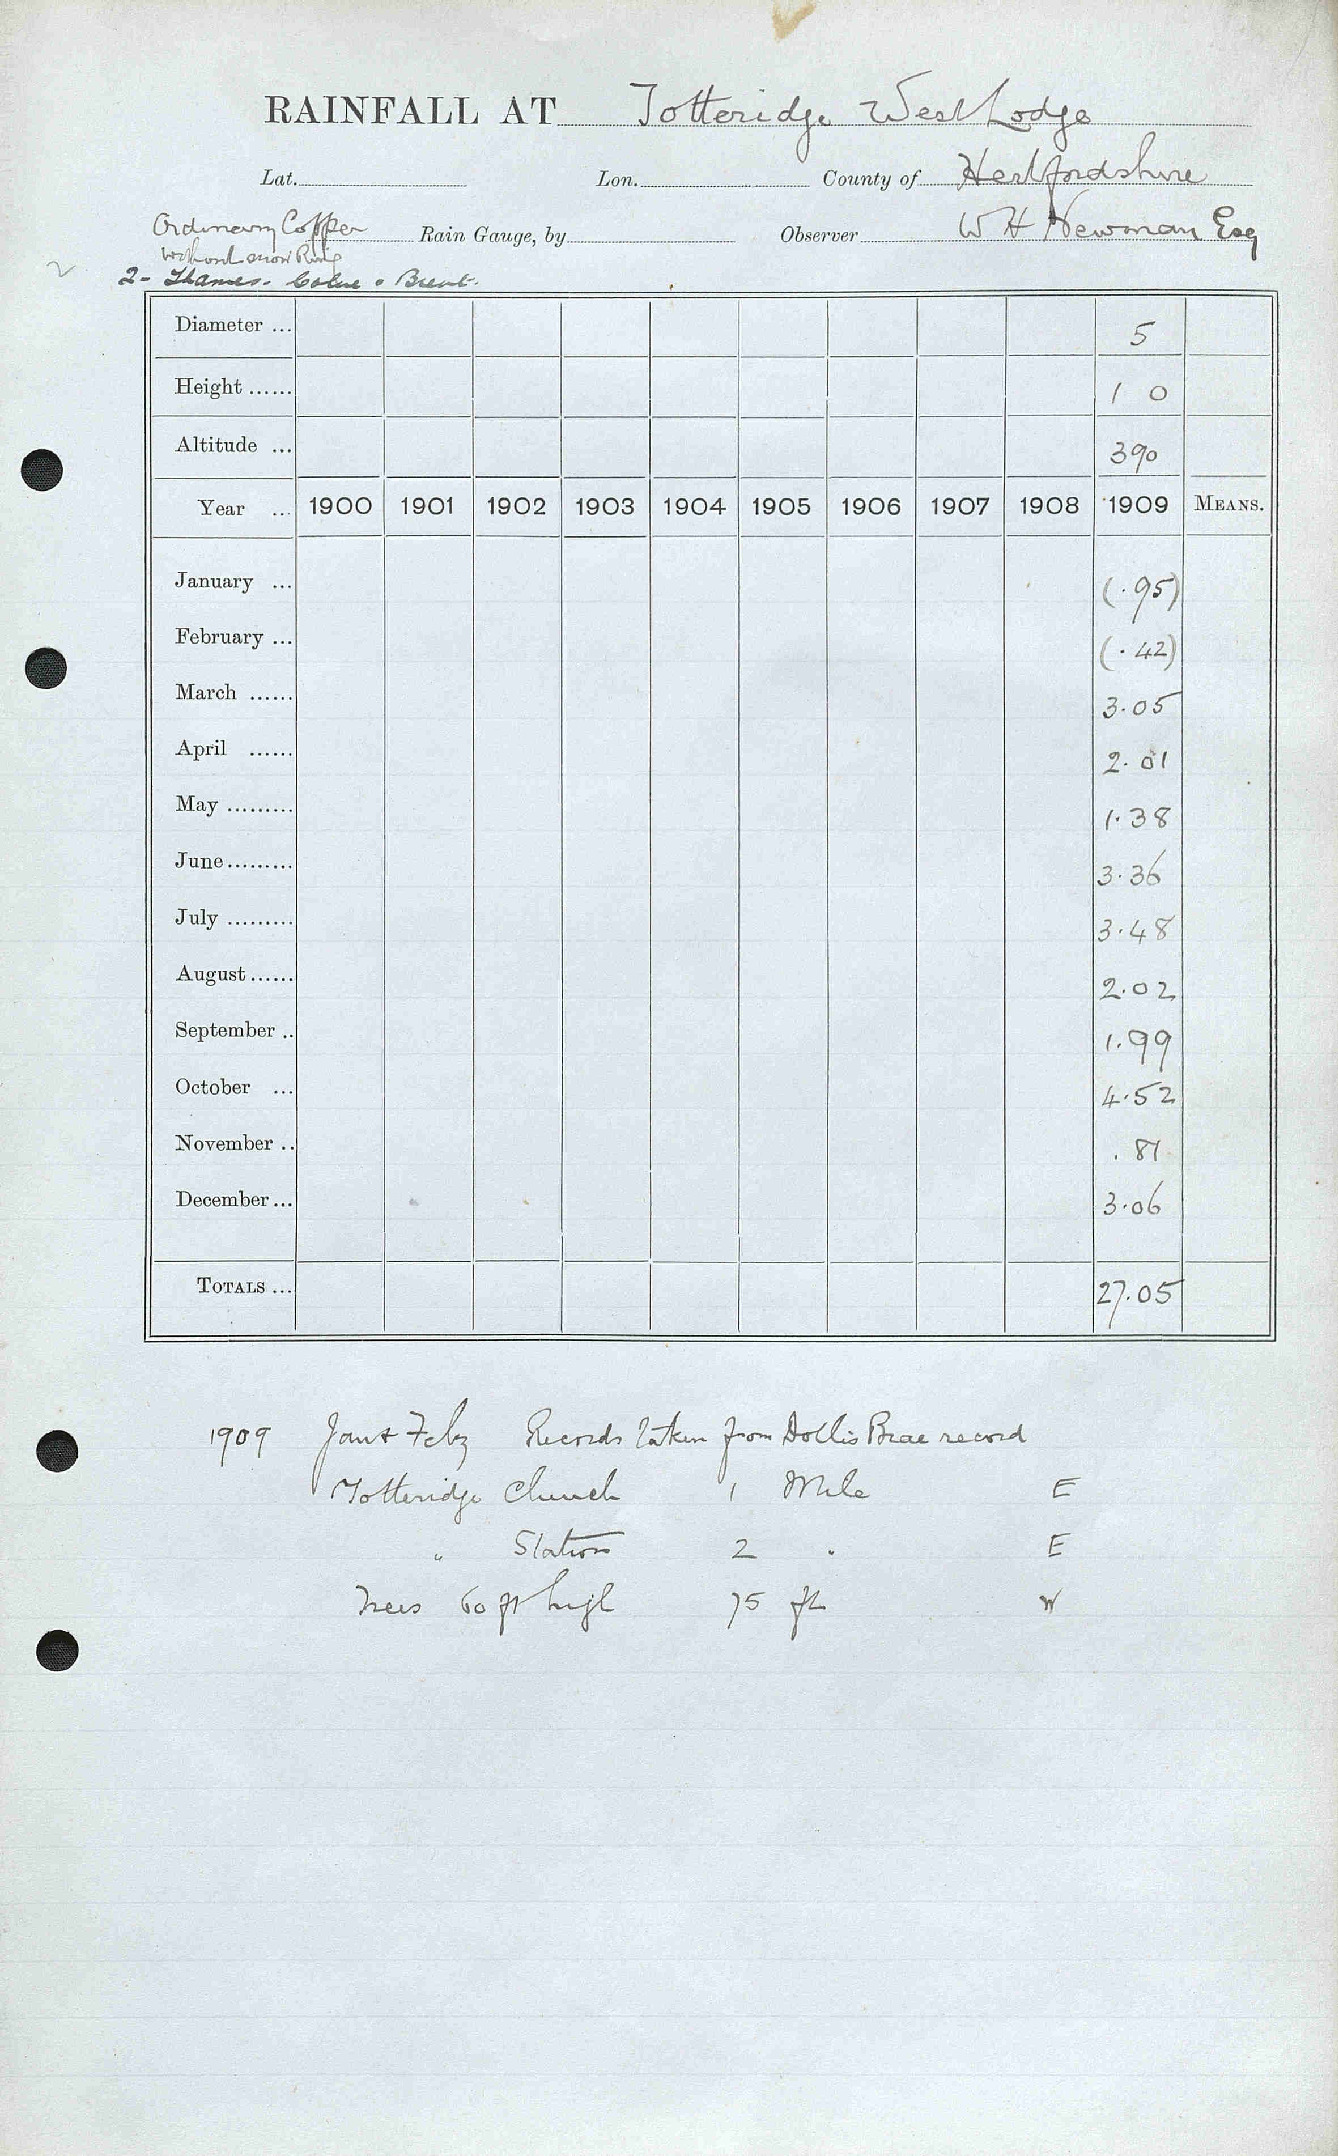 RAINFALL AT Totteridge West Lodge
Lat. Lon. County of Hertfordshire
Ordinary Copper Rain Gauge, by Observer W H Newman Esq
without snow Ring
2 - Thames. Colne & Brent.
Diameter ... 5
Height ...... 1 0
Altitude ... 390
Year ... 1900 1901 1902 1903 1904 1905 1906 1907 1908 1909 MEANS.
January ... (.95)
February ... (.42)
March ...... 3.05
April ...... 2.01
May ......... 1.38
June ......... 3.36
July ......... 3.48
August ...... 2.02
September .. 1.99
October ... 4.52
November .. .81
December ... 3.06
TOTALS ... 27.05
1909 Jan & Feby Records taken from Dollis Brae record
Totteridge Church 1 Mile E
" Station 2 " E
Trees 60 ft high 75 ft W